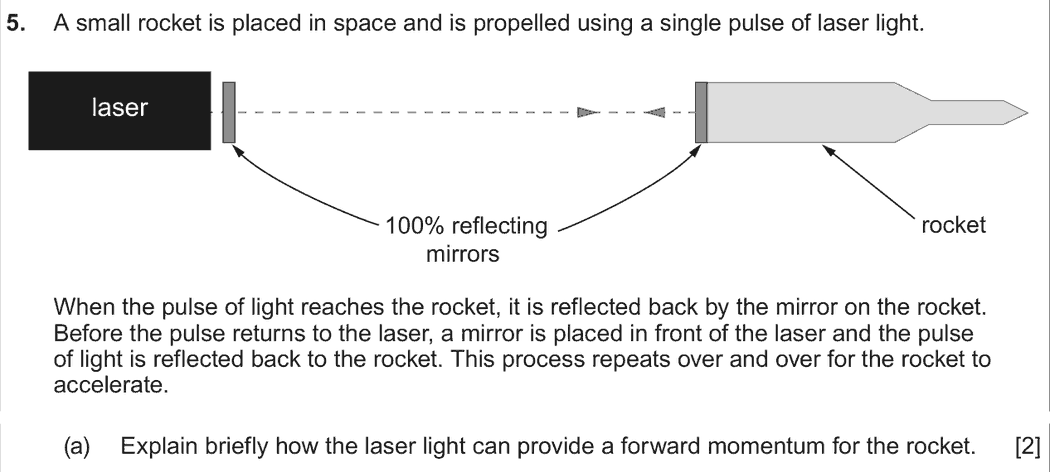 5. A small rocket is placed in space and is propelled using a single pulse of laser light.
laser
100% reflecting
mirrors
rocket
When the pulse of light reaches the rocket, it is reflected back by the mirror on the rocket.
Before the pulse returns to the laser, a mirror is placed in front of the laser and the pulse
of light is reflected back to the rocket. This process repeats over and over for the rocket to
accelerate.
(a) Explain briefly how the laser light can provide a forward momentum for the rocket. [2]